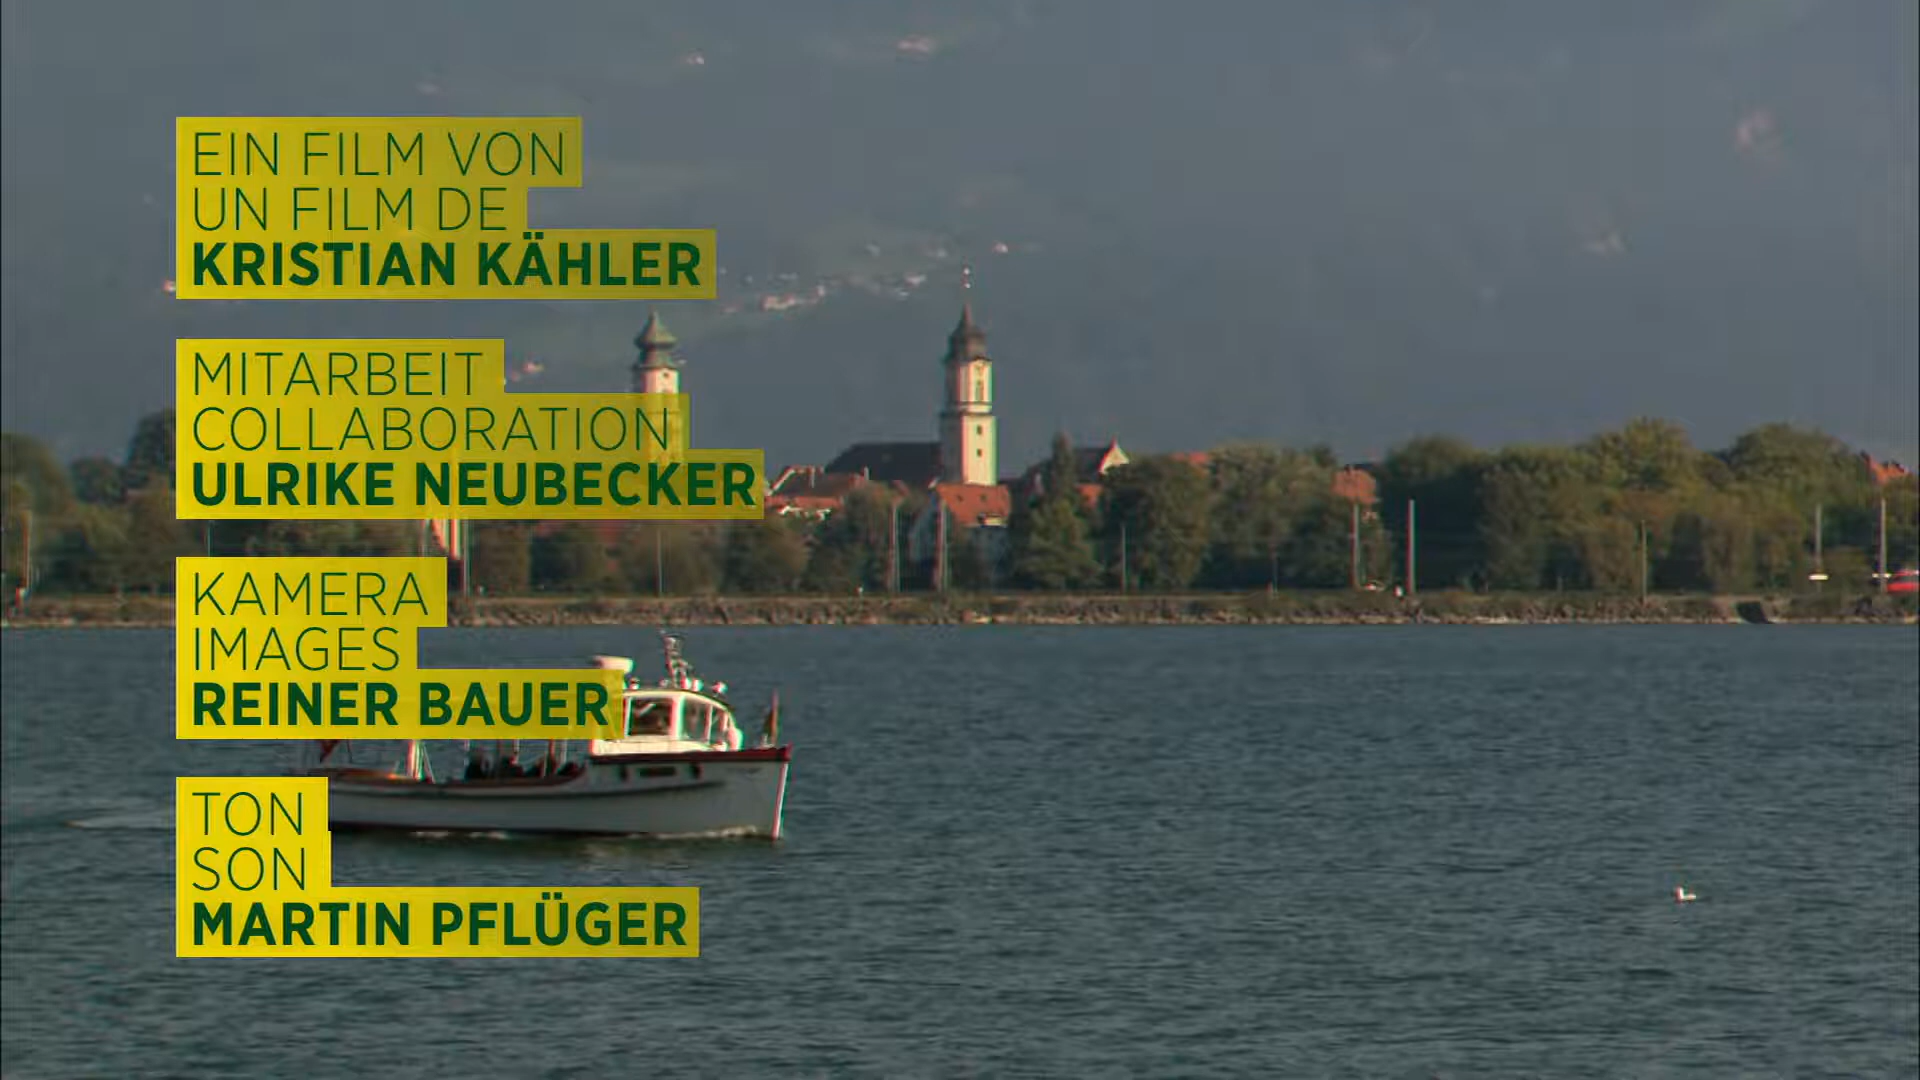 EIN FILM VON
UN FILM DE
KRISTIAN KÄHLER
MITARBEIT
COLLABORATION
ULRIKE NEUBECKER
KAMERA
IMAGES
REINER BAUER
TON
SON
MARTIN PFLÜGER